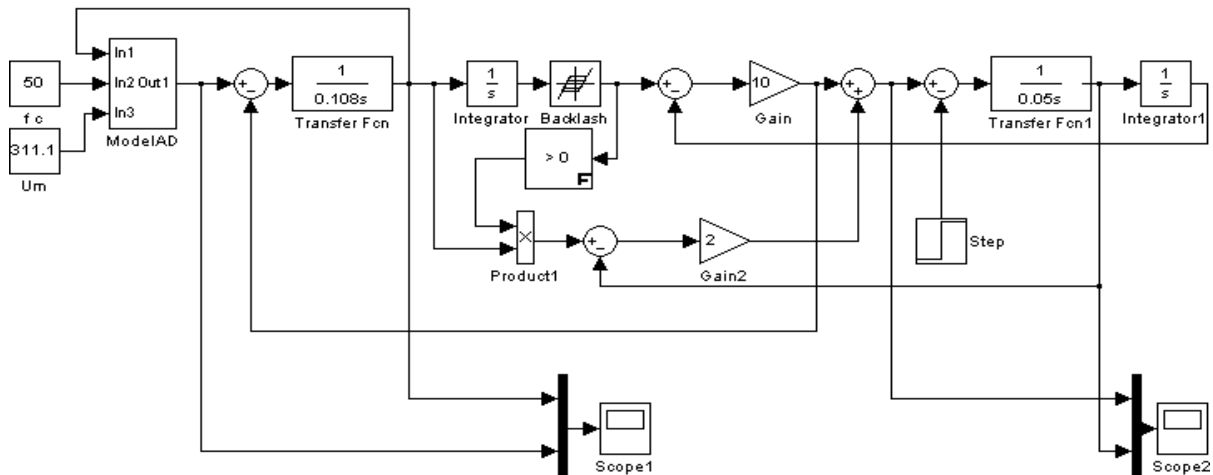 In1
In2 Out1
In3
ModelAD
50
f c
311.1
Um
+
−
1
0.108s
Transfer Fcn
1
s
Integrator
Backlash
+
−
10
Gain
+
+
+
−
1
0.05s
Transfer Fcn1
1
s
Integrator1
> 0
F
×
Product1
+
−
2
Gain2
Step
Scope1
Scope2